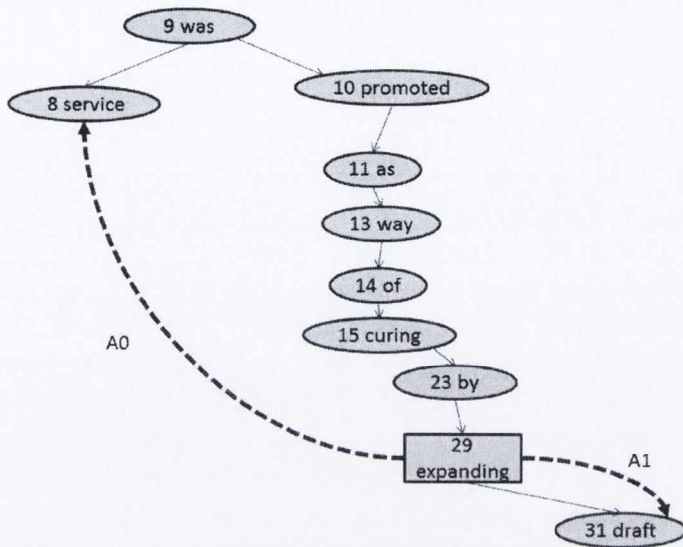 9 was
8 service
10 promoted
11 as
13 way
14 of
15 curing
A0
23 by
29
expanding
A1
31 draft